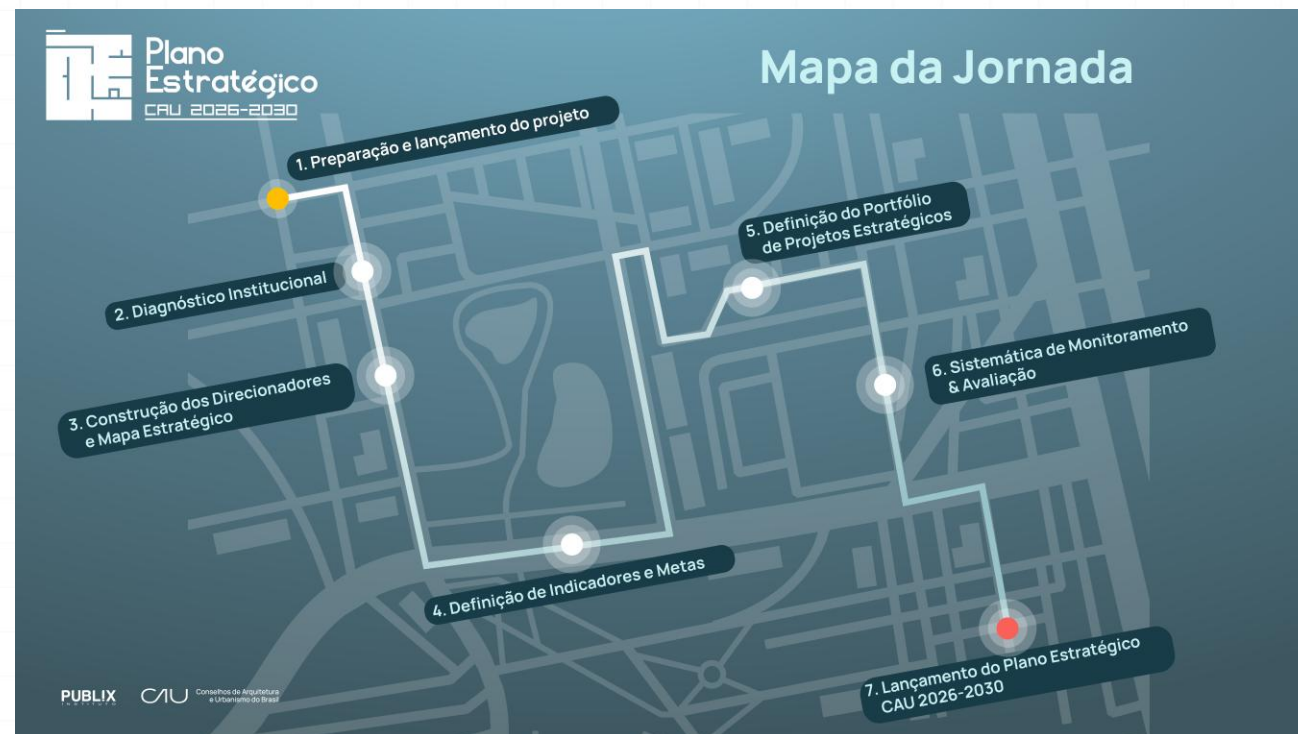 Plano
Estratégico
CAU 2026-2030
Mapa da Jornada
1. Preparação e lançamento do projeto
2. Diagnóstico Institucional
3. Construção dos Direcionadores
e Mapa Estratégico
4. Definição de Indicadores e Metas
5. Definição do Portfólio
de Projetos Estratégicos
6. Sistemática de Monitoramento
& Avaliação
7. Lançamento do Plano Estratégico
CAU 2026-2030
PUBLIX
INSTITUTO
CAU
Conselhos de Arquitetura
e Urbanismo do Brasil